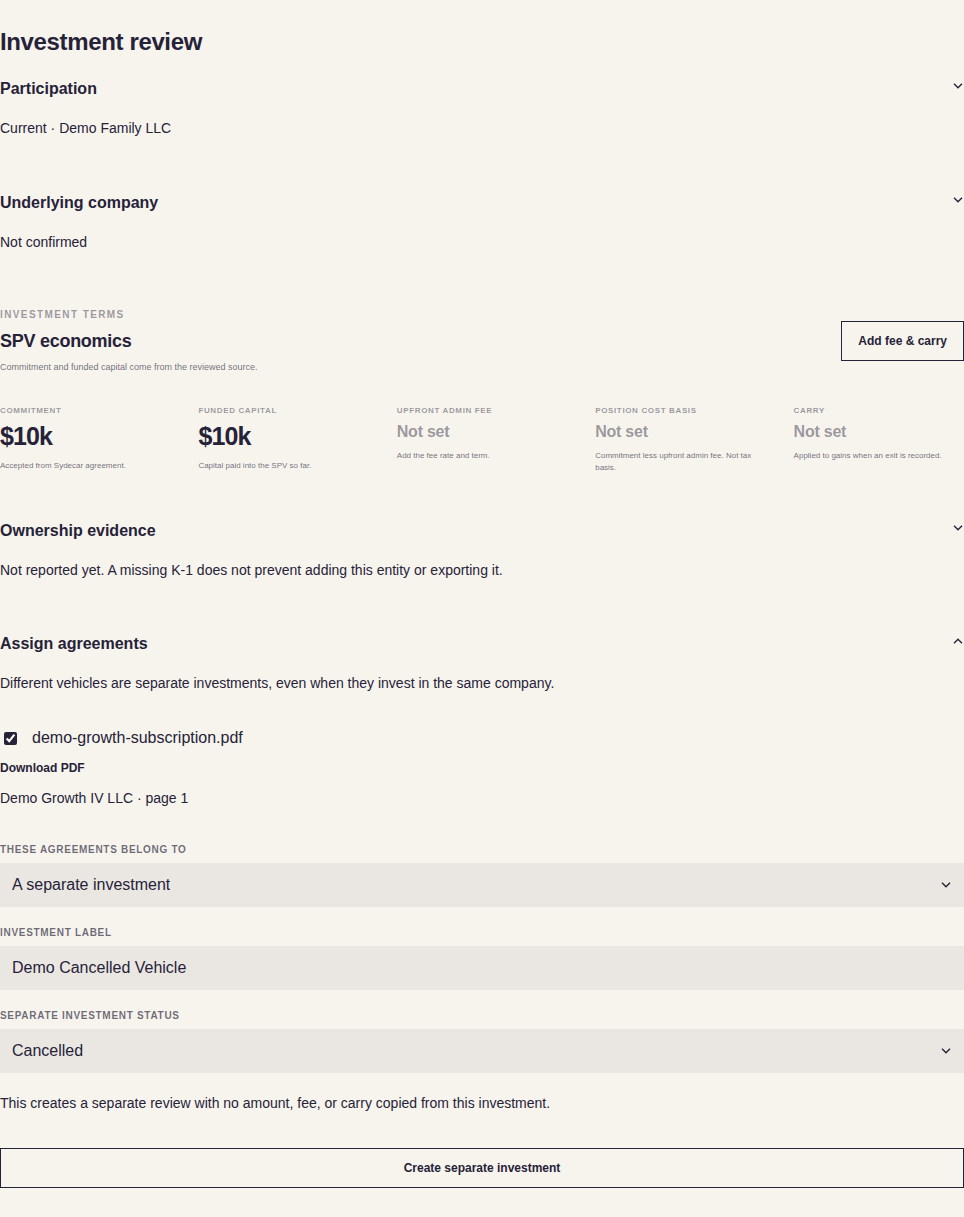 Investment review
Participation
Current · Demo Family LLC
Underlying company
Not confirmed
INVESTMENT TERMS
SPV economics
Add fee & carry
Commitment and funded capital come from the reviewed source.
COMMITMENT
$10k
Accepted from Sydecar agreement.
FUNDED CAPITAL
$10k
Capital paid into the SPV so far.
UPFRONT ADMIN FEE
Not set
Add the fee rate and term.
POSITION COST BASIS
Not set
Commitment less upfront admin fee. Not tax
basis.
CARRY
Not set
Applied to gains when an exit is recorded.
Ownership evidence
Not reported yet. A missing K-1 does not prevent adding this entity or exporting it.
Assign agreements
Different vehicles are separate investments, even when they invest in the same company.
demo-growth-subscription.pdf
Download PDF
Demo Growth IV LLC · page 1
THESE AGREEMENTS BELONG TO
A separate investment
INVESTMENT LABEL
Demo Cancelled Vehicle
SEPARATE INVESTMENT STATUS
Cancelled
This creates a separate review with no amount, fee, or carry copied from this investment.
Create separate investment